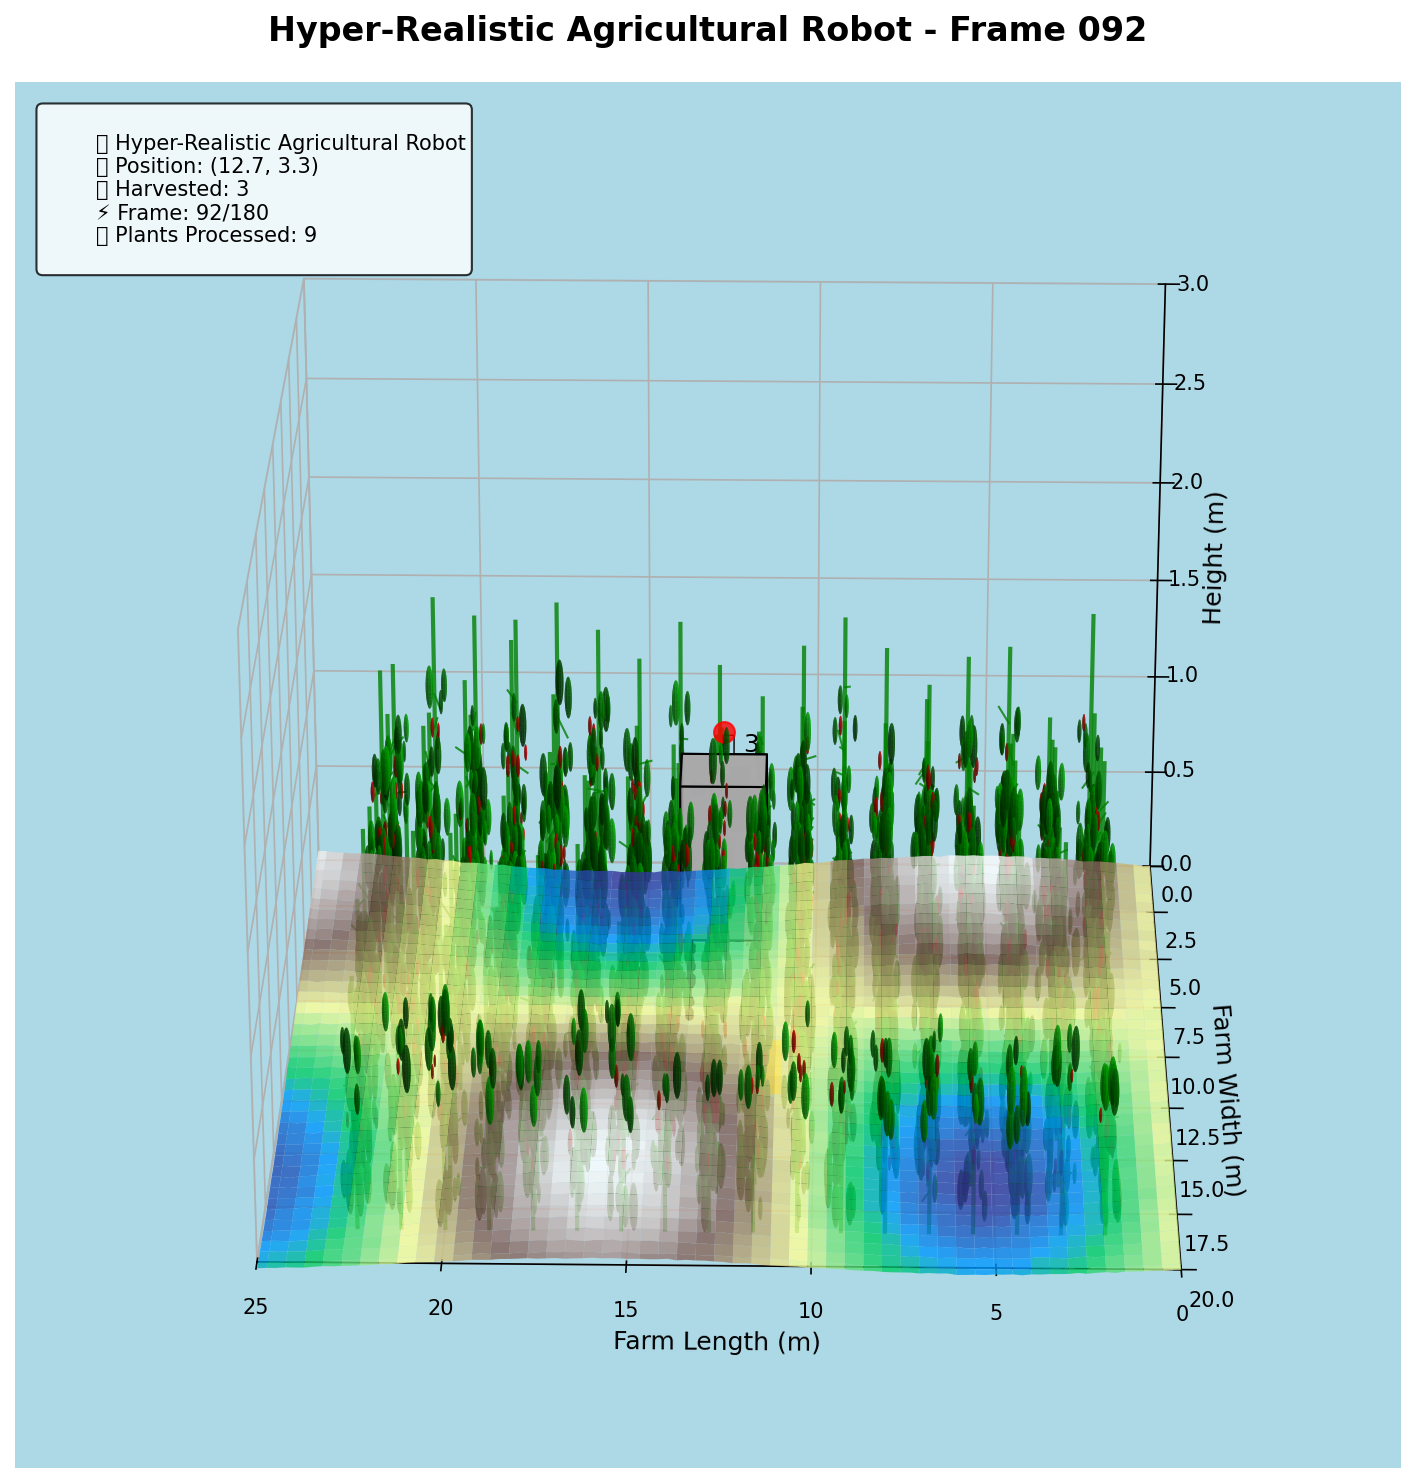 Hyper-Realistic Agricultural Robot - Frame 092
Hyper-Realistic Agricultural Robot
Position: (12.7, 3.3)
Harvested: 3
⚡ Frame: 92/180
Plants Processed: 9
3.0
2.5
2.0
1.5
1.0
0.5
0.0
Height (m)
3
0.0
2.5
5.0
7.5
10.0
12.5
15.0
17.5
20.0
Farm Width (m)
25
20
15
10
5
0
Farm Length (m)